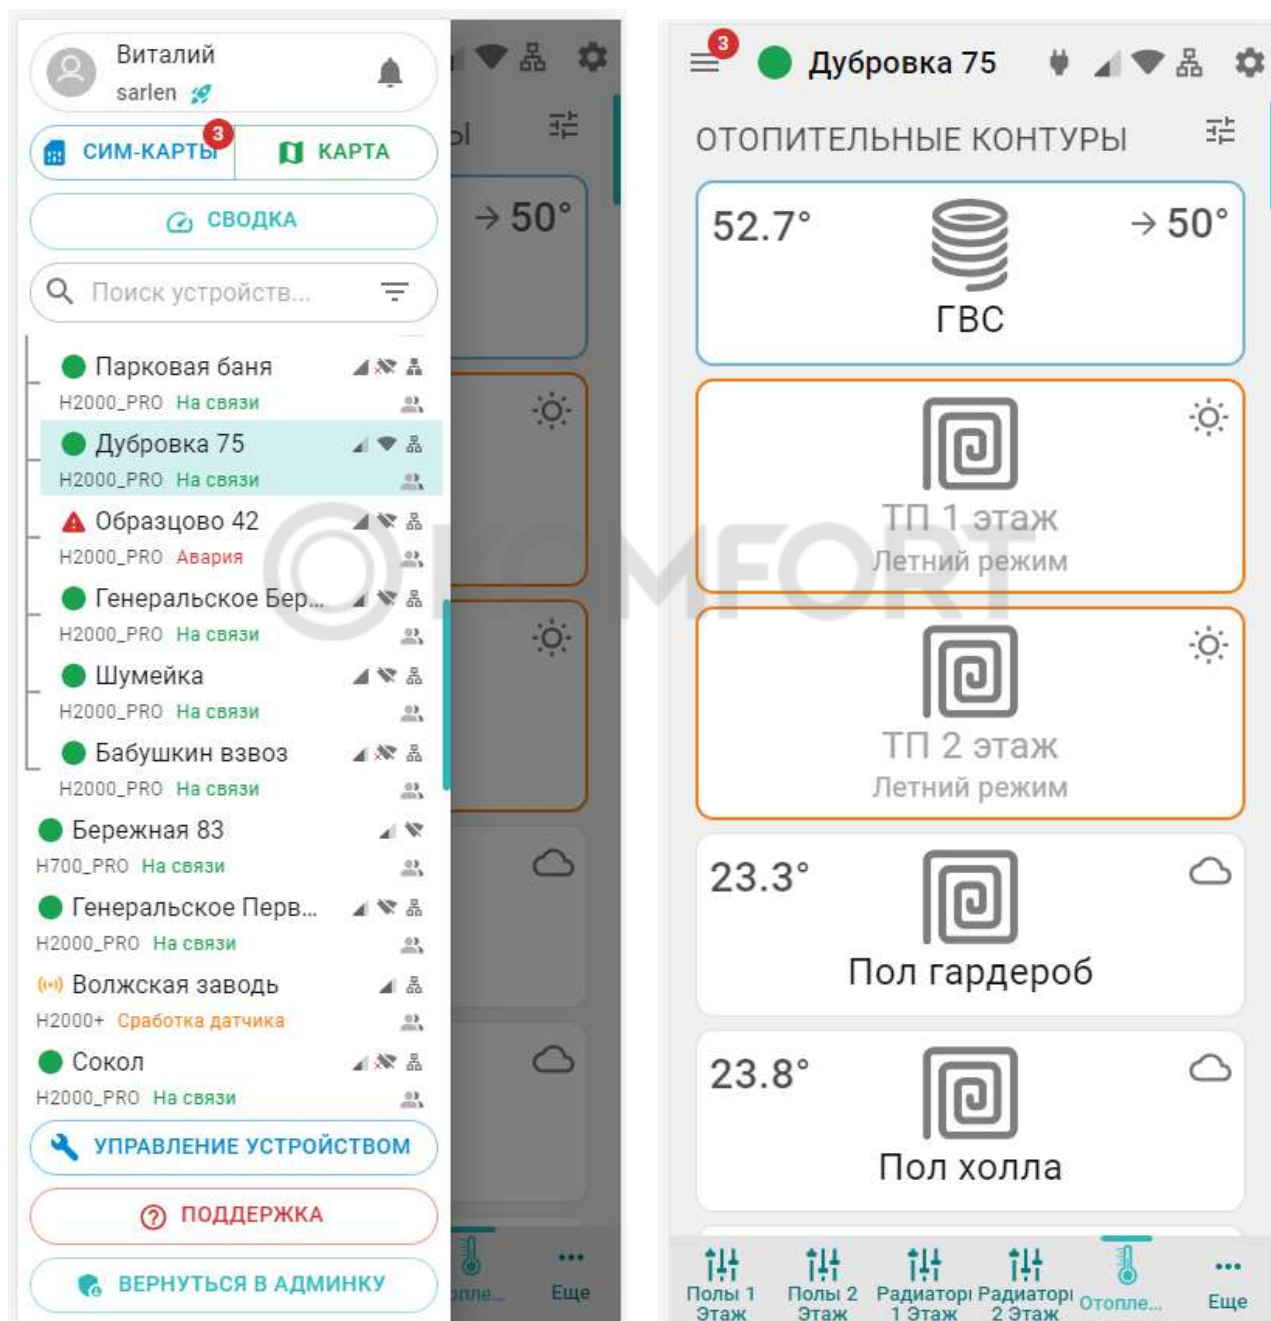 Виталий
sarlen
СИМ-КАРТЫ
3
КАРТА
СВОДКА
Поиск устройств...
Парковая баня
H2000_PRO На связи
Дубровка 75
H2000_PRO На связи
Образцово 42
H2000_PRO Авария
Генеральское Бер...
H2000_PRO На связи
Шумейка
H2000_PRO На связи
Бабушкин взвоз
H2000_PRO На связи
Бережная 83
H700_PRO На связи
Генеральское Перв...
H2000_PRO На связи
Волжская заводь
H2000+ Сработка датчика
Сокол
H2000_PRO На связи
УПРАВЛЕНИЕ УСТРОЙСТВОМ
ПОДДЕРЖКА
ВЕРНУТЬСЯ В АДМИНКУ
Ы
→ 50°
опле...
Еще
3
Дубровка 75
ОТОПИТЕЛЬНЫЕ КОНТУРЫ
52.7°
→ 50°
ГВС
ТП 1 этаж
Летний режим
ТП 2 этаж
Летний режим
23.3°
Пол гардероб
23.8°
Пол холла
Полы 1
Этаж
Полы 2
Этаж
Радиаторы
1 Этаж
Радиаторы
2 Этаж
Отопле...
Еще
KOMFORT